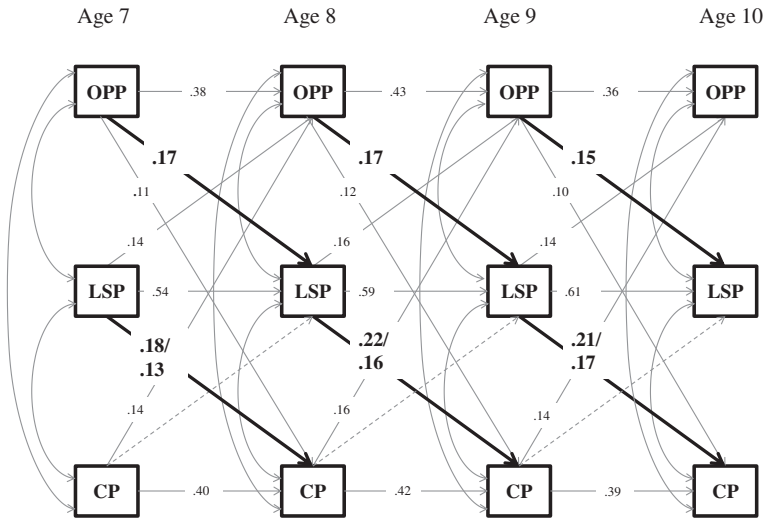 Age 7 Age 8 Age 9 Age 10
OPP .38 OPP .43 OPP .36 OPP
.17 .17 .15
.11 .12 .10
.14 .16 .14
LSP .54 LSP .59 LSP .61 LSP
.18/ .22/ .21/
.13 .16 .17
.14 .16 .14
CP .40 CP .42 CP .39 CP